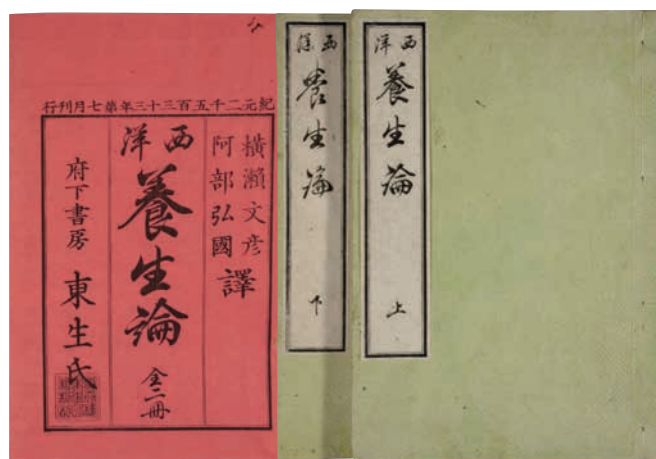 西洋
養生論
上
西洋
養生論
下
紀元二千五百三十三年第七月刊行
横瀬文彦
阿部弘國
譯
西洋
養生論
全二冊
府下書房
東生氏